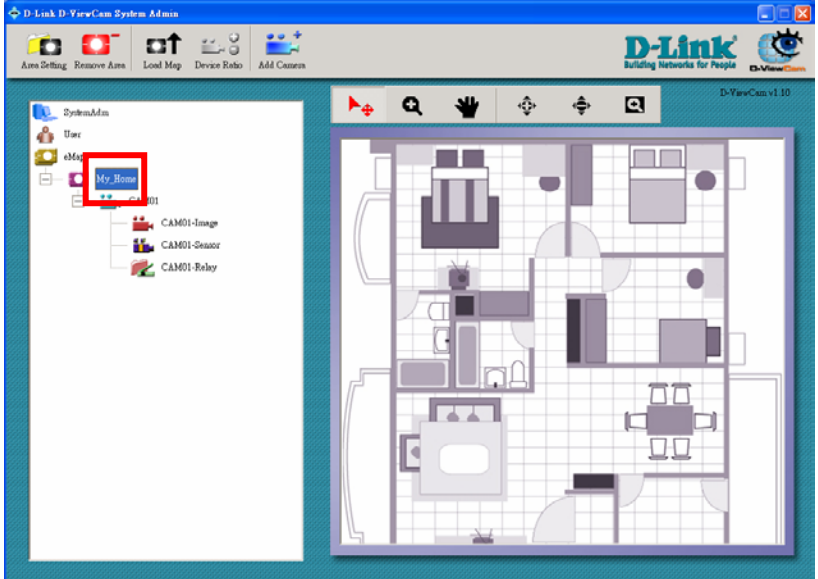 D-Link D-ViewCam System Admin
Area Setting Remove Area Load Map Device Ratio Add Camera
D-Link
Building Networks for People
D-ViewCam
D-ViewCam v1.10
SystemAdm
User
eMap
My_Home
CAM01
CAM01-Image
CAM01-Sensor
CAM01-Relay